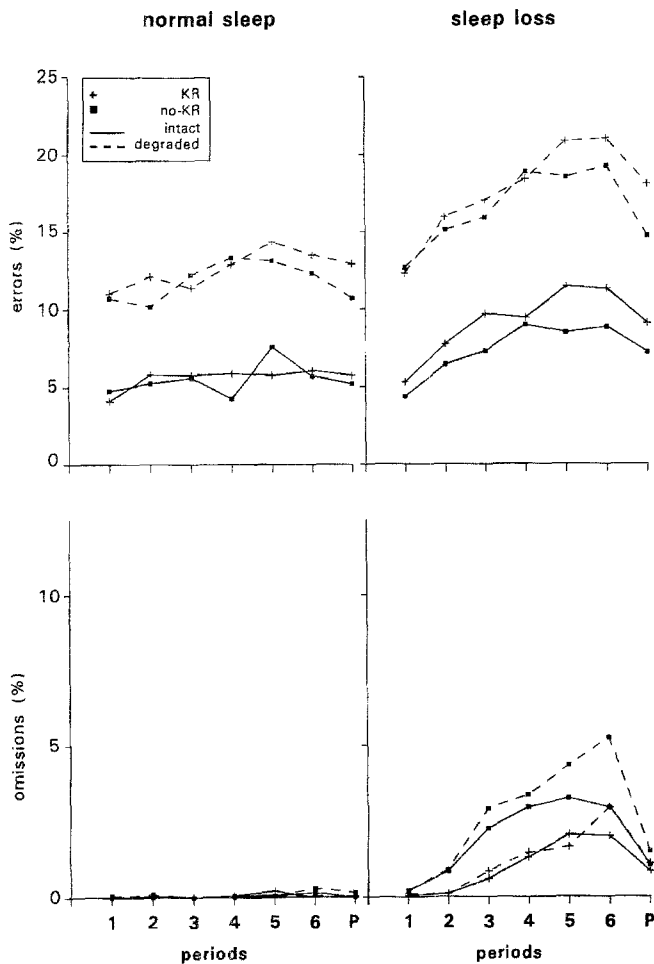 normal sleep
sleep loss
25
20
15
10
5
0
errors (%)
KR
no-KR
intact
degraded
10
5
0
omissions (%)
1 2 3 4 5 6 P
1 2 3 4 5 6 P
periods
periods